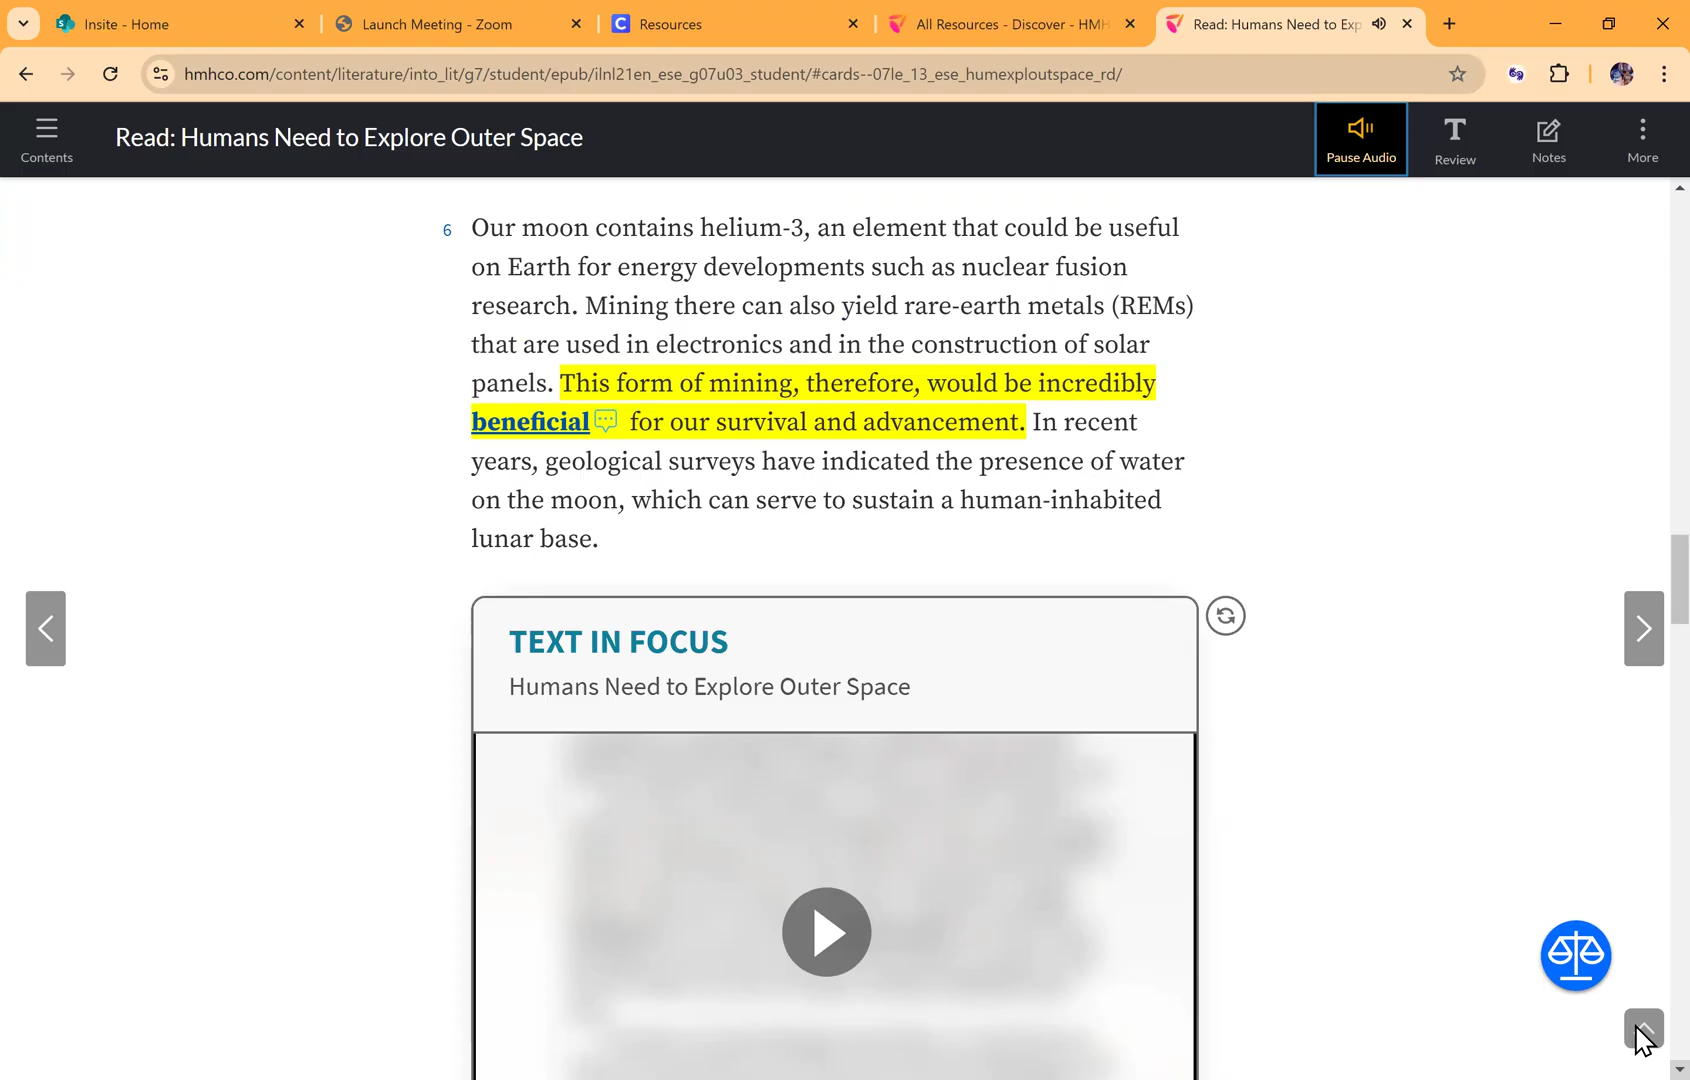 Insite - Home
Launch Meeting - Zoom
Resources
All Resources - Discover - HMH
Read: Humans Need to Exp
hmhco.com/content/literature/into_lit/g7/student/epub/ilnl21en_ese_g07u03_student/#cards--07le_13_ese_humexploutspace_rd/
Contents
Read: Humans Need to Explore Outer Space
Pause Audio
Review
Notes
More
6 Our moon contains helium-3, an element that could be useful
on Earth for energy developments such as nuclear fusion
research. Mining there can also yield rare-earth metals (REMs)
that are used in electronics and in the construction of solar
panels. This form of mining, therefore, would be incredibly
beneficial for our survival and advancement. In recent
years, geological surveys have indicated the presence of water
on the moon, which can serve to sustain a human-inhabited
lunar base.
TEXT IN FOCUS
Humans Need to Explore Outer Space